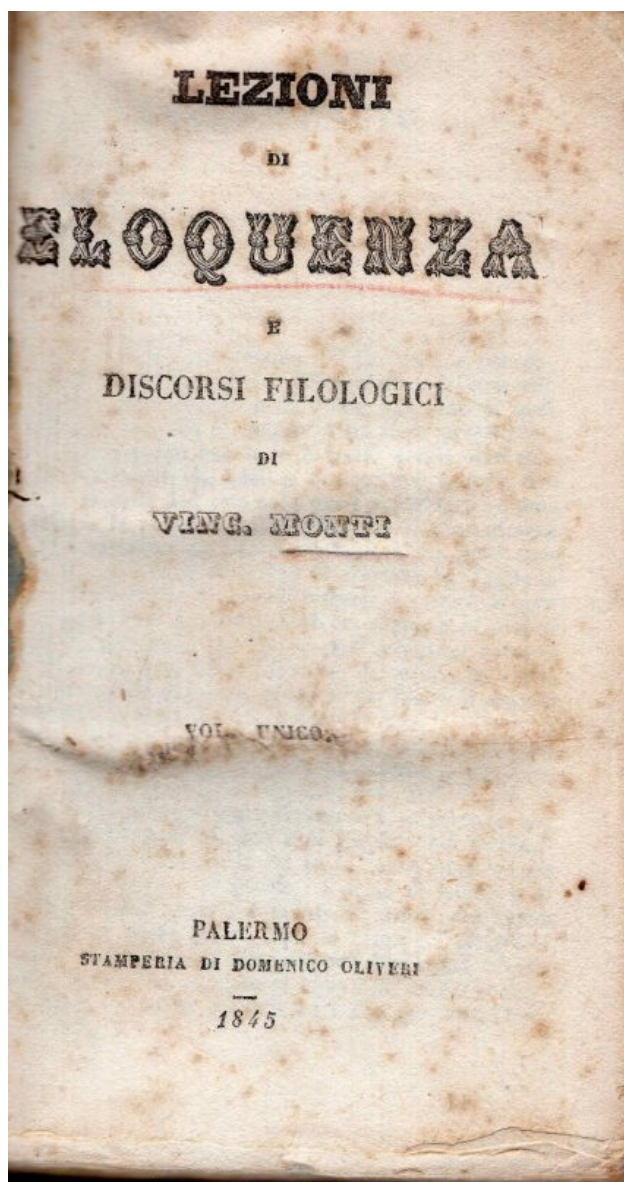 LEZIONI
DI
ELOQUENZA
E
DISCORSI FILOLOGICI
DI
VINC. MONTI
VOL. UNICO.
PALERMO
STAMPERIA DI DOMENICO OLIVERI
1845